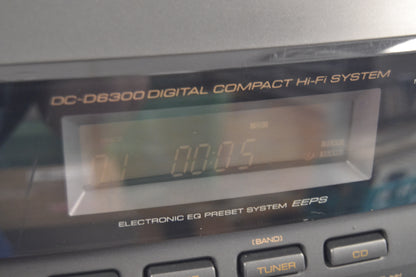 DC-D6300 DIGITAL COMPACT Hi-Fi SYSTEM
01 00:05
ELECTRONIC EQ PRESET SYSTEM EEPS
(BAND)
TUNER
CD